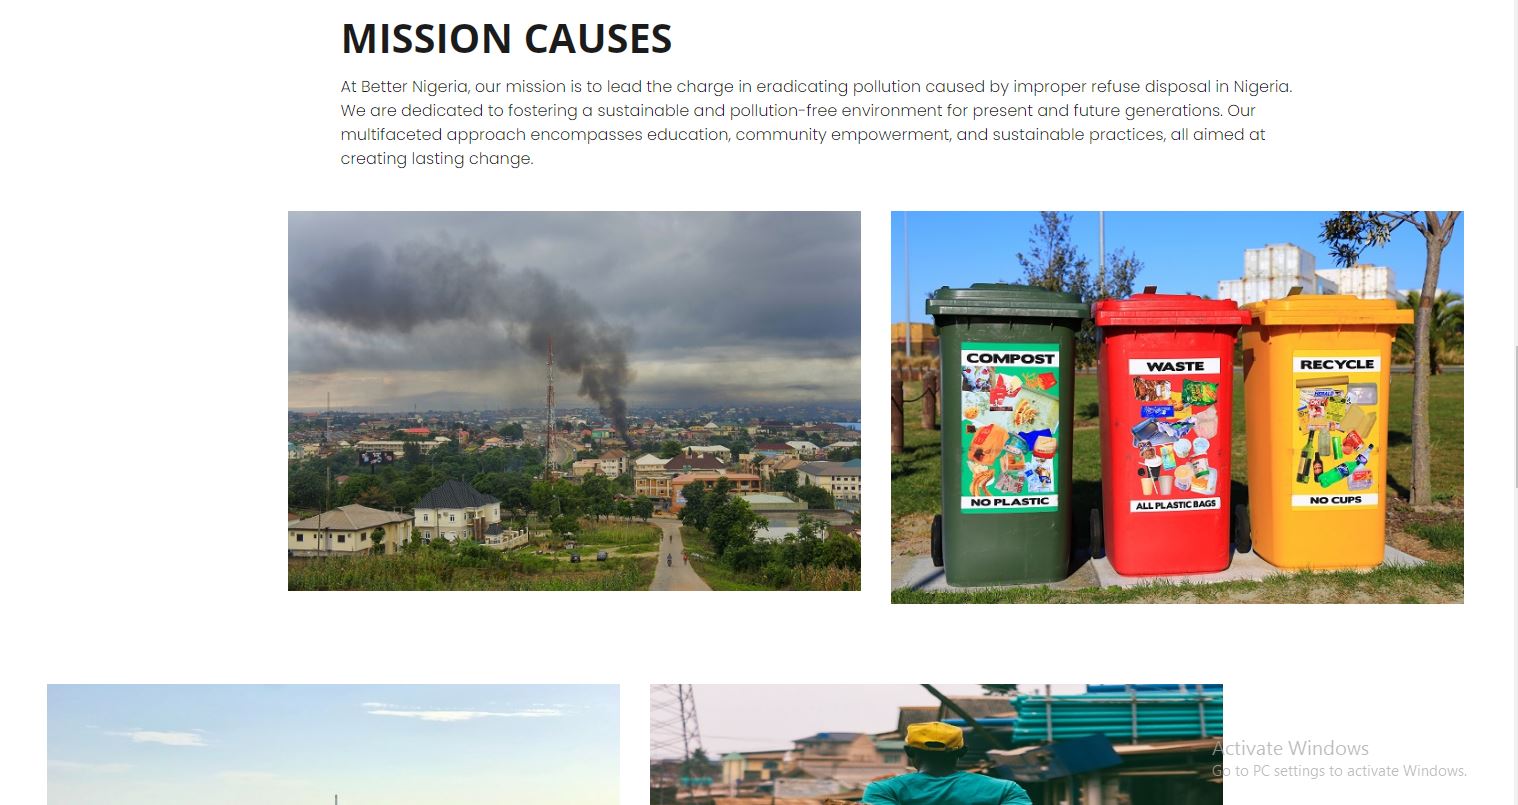 MISSION CAUSES
At Better Nigeria, our mission is to lead the charge in eradicating pollution caused by improper refuse disposal in Nigeria.
We are dedicated to fostering a sustainable and pollution-free environment for present and future generations. Our
multifaceted approach encompasses education, community empowerment, and sustainable practices, all aimed at
creating lasting change.
COMPOST
NO PLASTIC
WASTE
ALL PLASTIC BAGS
RECYCLE
HERALD
NO CUPS
Activate Windows
Go to PC settings to activate Windows.